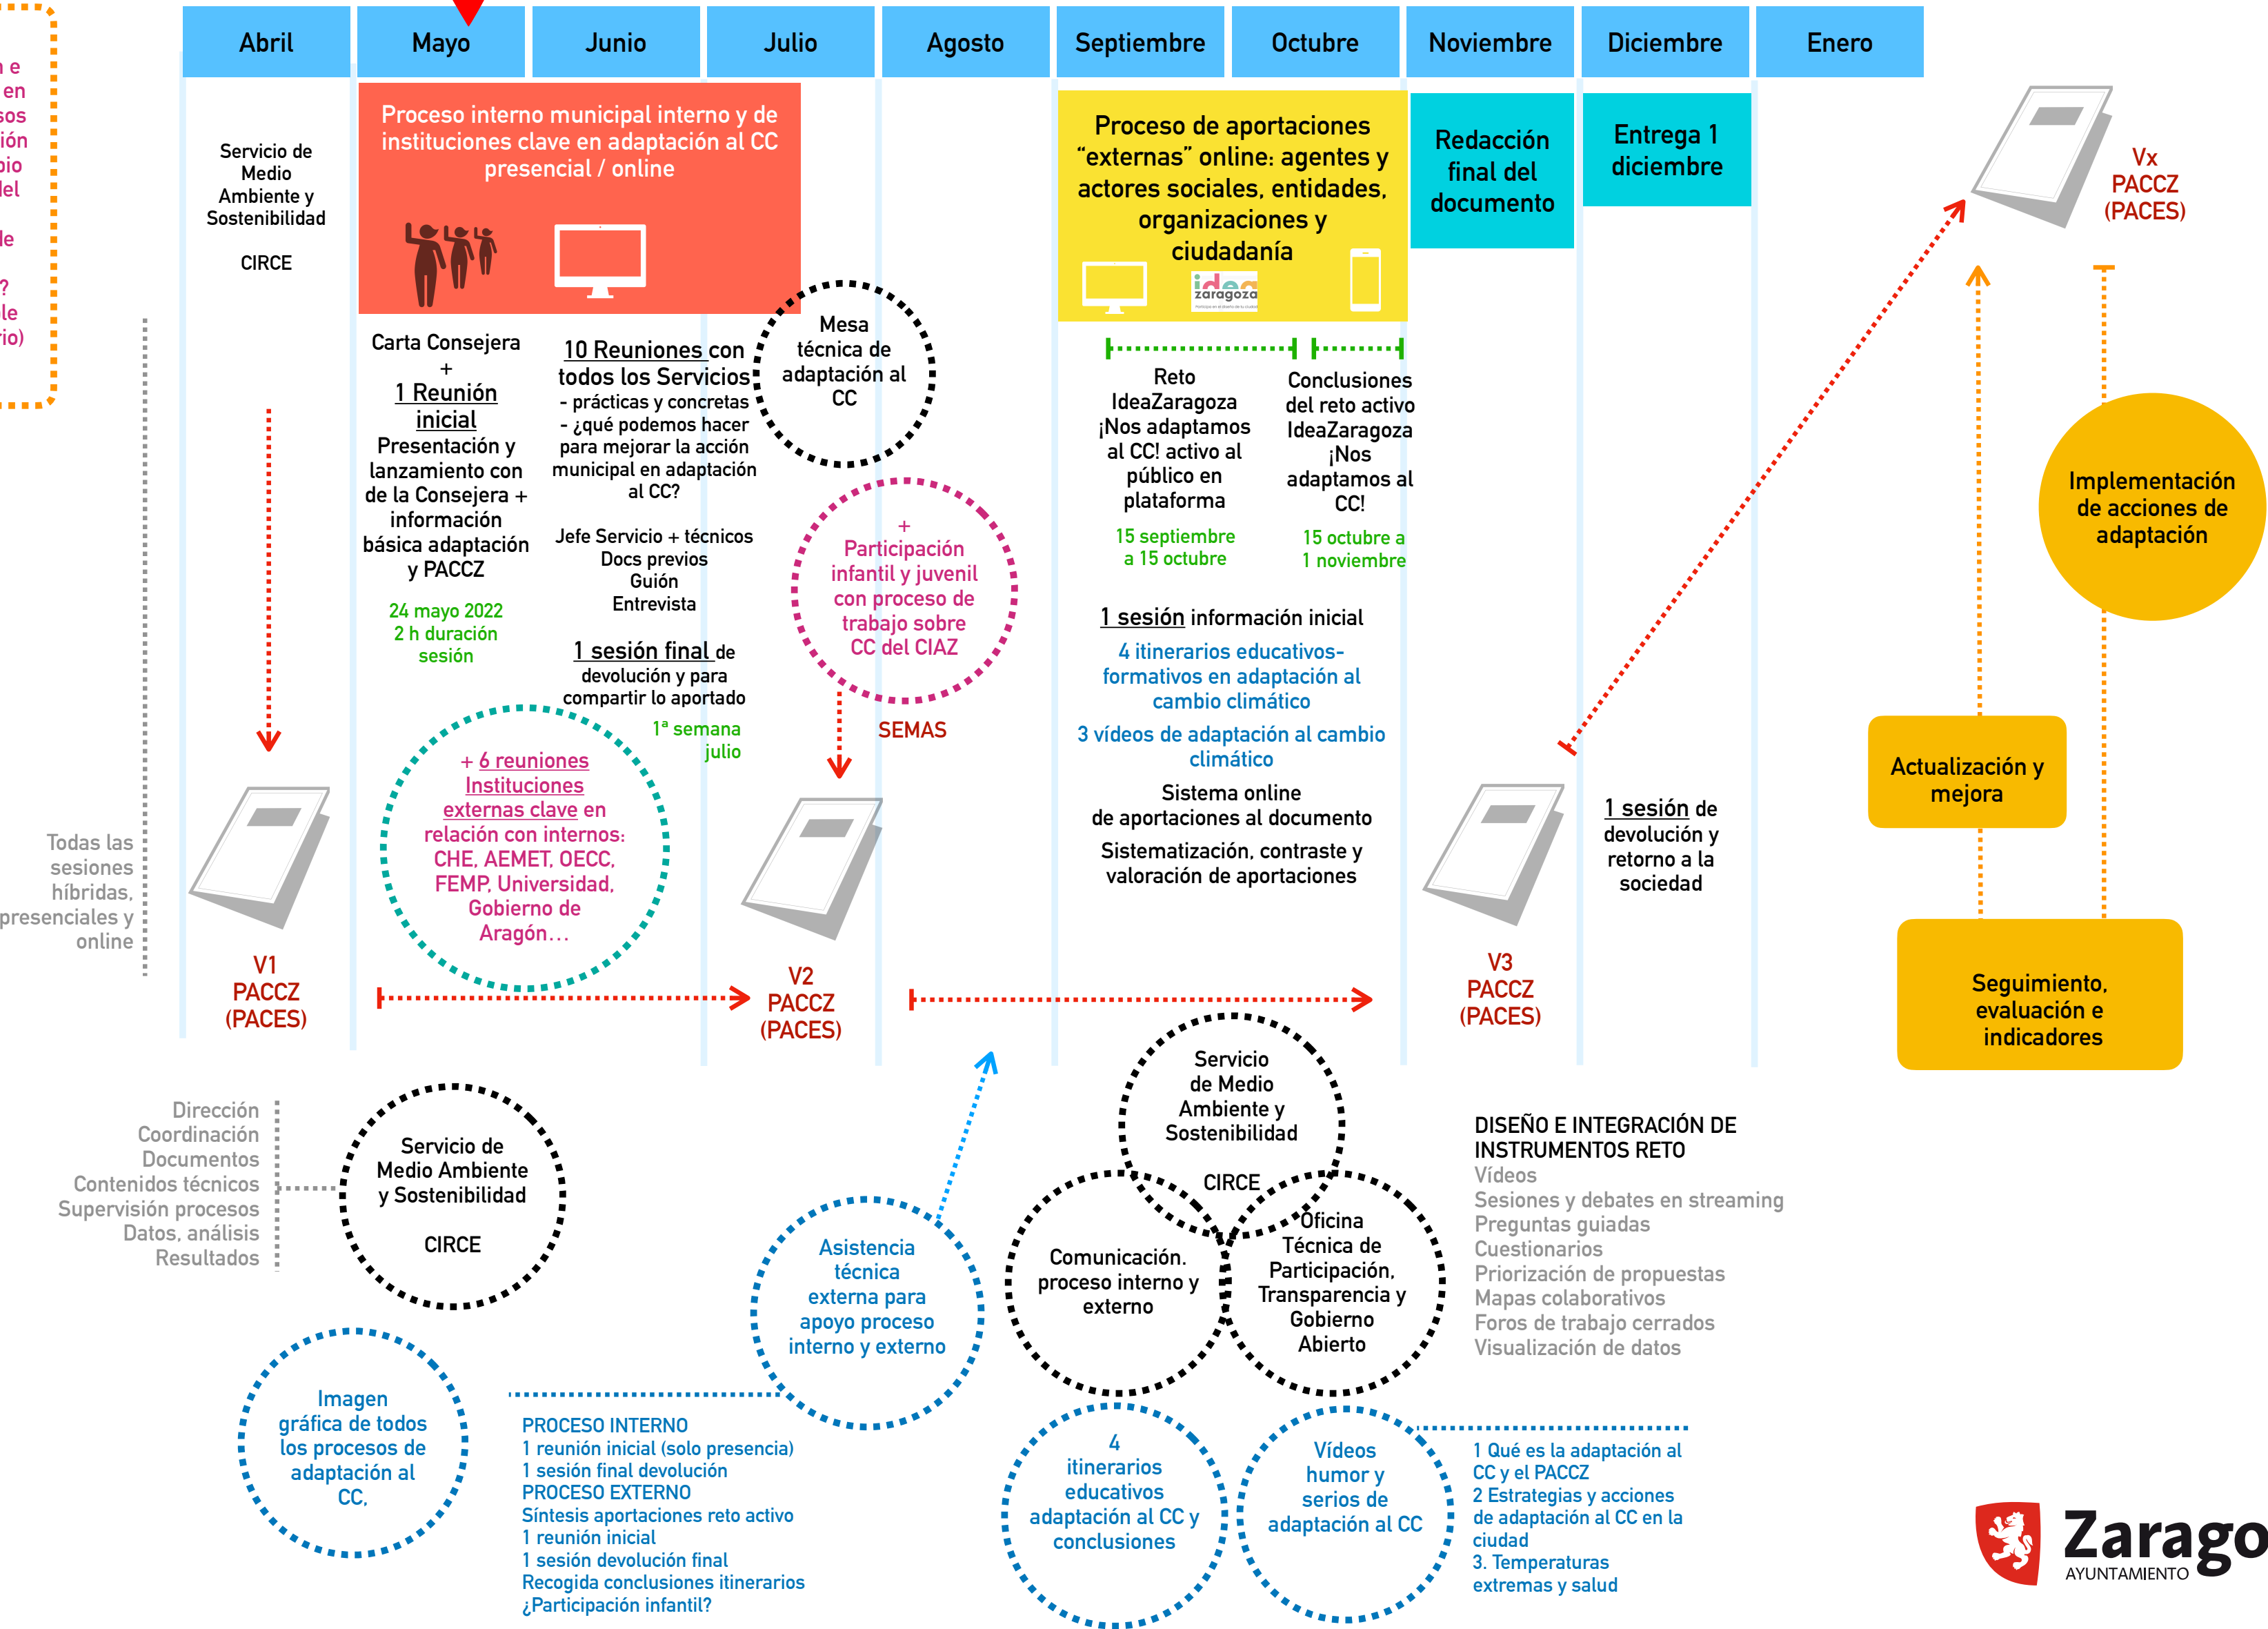 Abril
Mayo
Junio
Julio
Agosto
Septiembre
Octubre
Noviembre
Diciembre
Enero
en
de
?
Servicio de
Medio
Ambiente y
Sostenibilidad
CIRCE
Proceso interno municipal interno y de
instituciones clave en adaptación al CC
presencial / online
Proceso de aportaciones
“externas” online: agentes y
actores sociales, entidades,
organizaciones y
ciudadanía
idea
zaragoza
Redacción
final del
documento
Entrega 1
diciembre
Vx
PACCZ
(PACES)
Carta Consejera
+
1 Reunión
inicial
Presentación y
lanzamiento con
de la Consejera +
información
básica adaptación
y PACCZ
24 mayo 2022
2 h duración
sesión
10 Reuniones con
todos los Servicios
- prácticas y concretas
- ¿qué podemos hacer
para mejorar la acción
municipal en adaptación
al CC?
Jefe Servicio + técnicos
Docs previos
Guión
Entrevista
1 sesión final de
devolución y para
compartir lo aportado
1ª semana
julio
Mesa
técnica de
adaptación al
CC
+
Participación
infantil y juvenil
con proceso de
trabajo sobre
CC del CIAZ
SEMAS
Reto
IdeaZaragoza
¡Nos adaptamos
al CC! activo al
público en
plataforma
15 septiembre
a 15 octubre
Conclusiones
del reto activo
IdeaZaragoza
¡Nos
adaptamos al
CC!
15 octubre a
1 noviembre
1 sesión información inicial
4 itinerarios educativos-
formativos en adaptación al
cambio climático
3 vídeos de adaptación al cambio
climático
Sistema online
de aportaciones al documento
Sistematización, contraste y
valoración de aportaciones
1 sesión de
devolución y
retorno a la
sociedad
Implementación
de acciones de
adaptación
Actualización y
mejora
Seguimiento,
evaluación e
indicadores
Todas las
sesiones
híbridas,
presenciales y
online
+ 6 reuniones
Instituciones
externas clave en
relación con internos:
CHE, AEMET, OECC,
FEMP, Universidad,
Gobierno de
Aragón…
V1
PACCZ
(PACES)
V2
PACCZ
(PACES)
V3
PACCZ
(PACES)
Dirección
Coordinación
Documentos
Contenidos técnicos
Supervisión procesos
Datos, análisis
Resultados
Servicio de
Medio Ambiente
y Sostenibilidad
CIRCE
Imagen
gráfica de todos
los procesos de
adaptación al
CC,
Asistencia
técnica
externa para
apoyo proceso
interno y externo
PROCESO INTERNO
1 reunión inicial (solo presencia)
1 sesión final devolución
PROCESO EXTERNO
Síntesis aportaciones reto activo
1 reunión inicial
1 sesión devolución final
Recogida conclusiones itinerarios
¿Participación infantil?
Servicio
de Medio
Ambiente y
Sostenibilidad
CIRCE
Comunicación.
proceso interno y
externo
Oficina
Técnica de
Participación,
Transparencia y
Gobierno
Abierto
4
itinerarios
educativos
adaptación al CC y
conclusiones
Vídeos
humor y
serios de
adaptación al CC
DISEÑO E INTEGRACIÓN DE
INSTRUMENTOS RETO
Vídeos
Sesiones y debates en streaming
Preguntas guiadas
Cuestionarios
Priorización de propuestas
Mapas colaborativos
Foros de trabajo cerrados
Visualización de datos
1 Qué es la adaptación al
CC y el PACCZ
2 Estrategias y acciones
de adaptación al CC en la
ciudad
3. Temperaturas
extremas y salud
Zarago
AYUNTAMIENTO